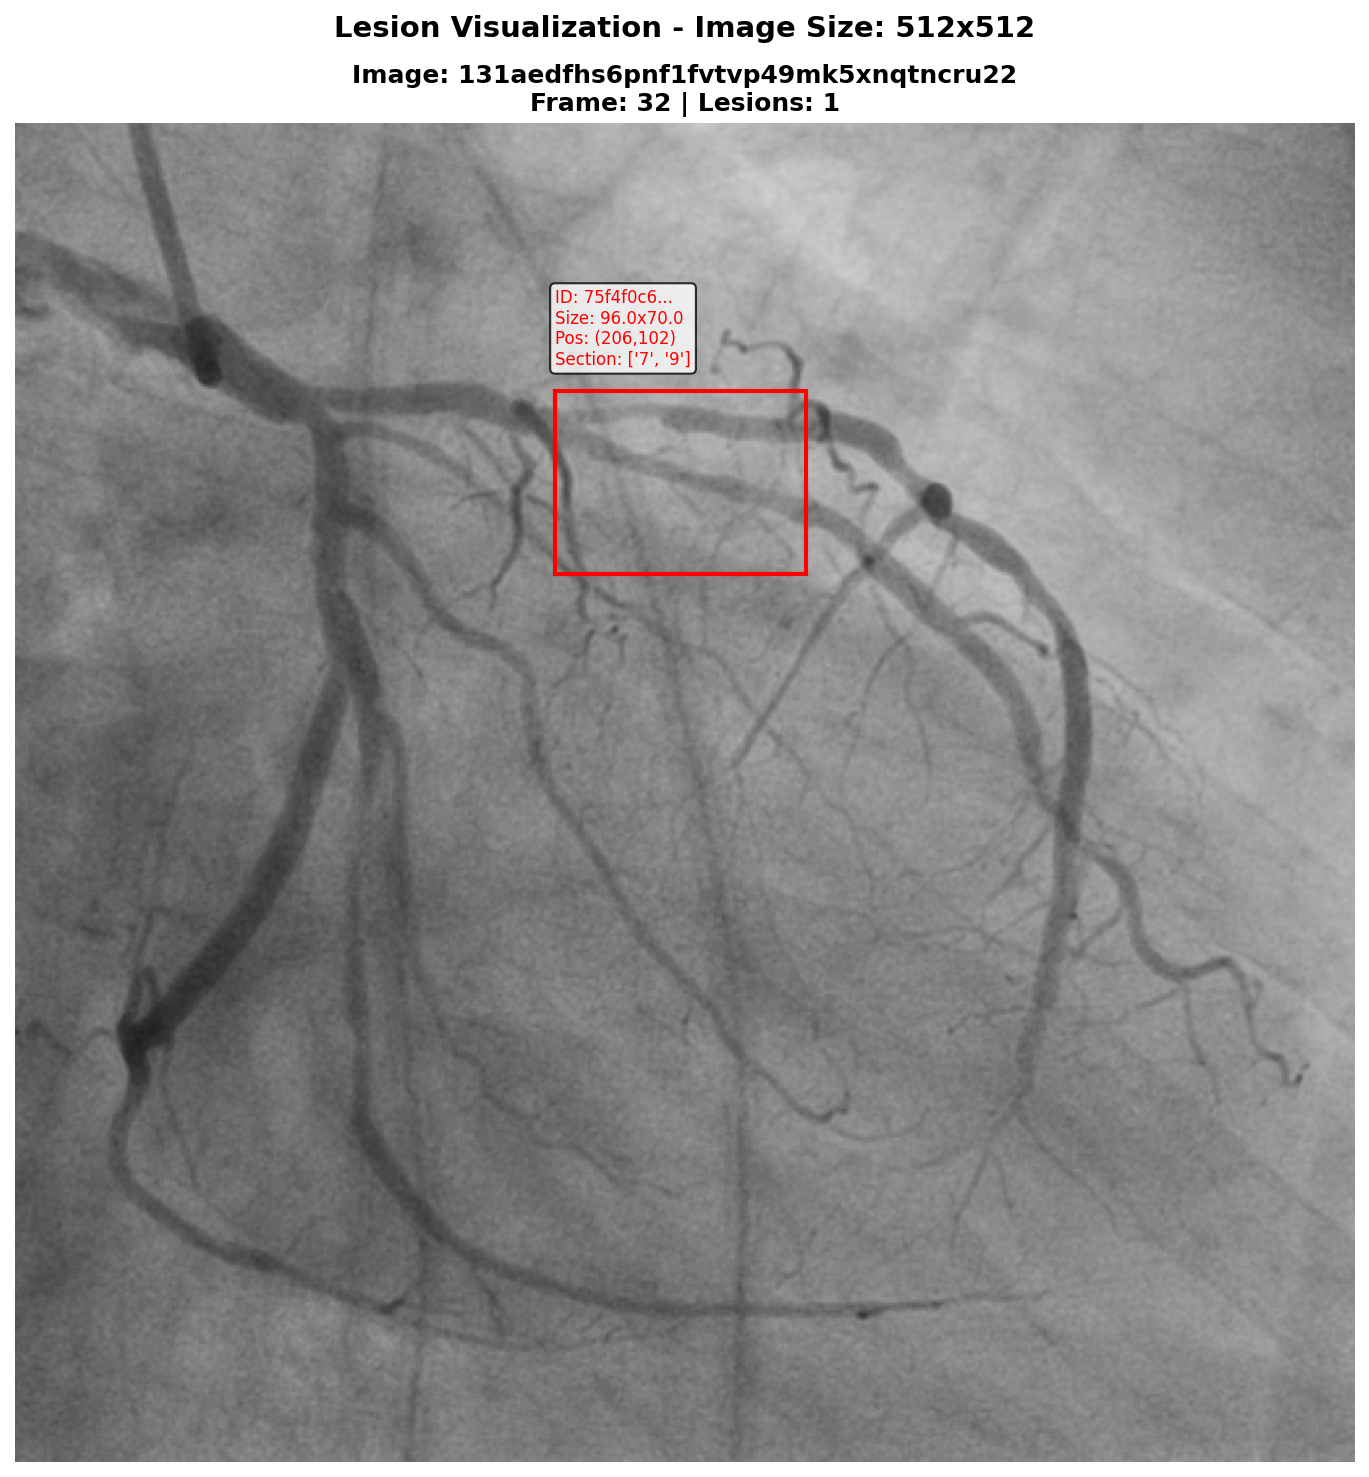 Lesion Visualization - Image Size: 512x512
Image: 131aedfhs6pnf1fvtvp49mk5xnqtncru22
Frame: 32 | Lesions: 1
ID: 75f4f0c6...
Size: 96.0x70.0
Pos: (206,102)
Section: ['7', '9']